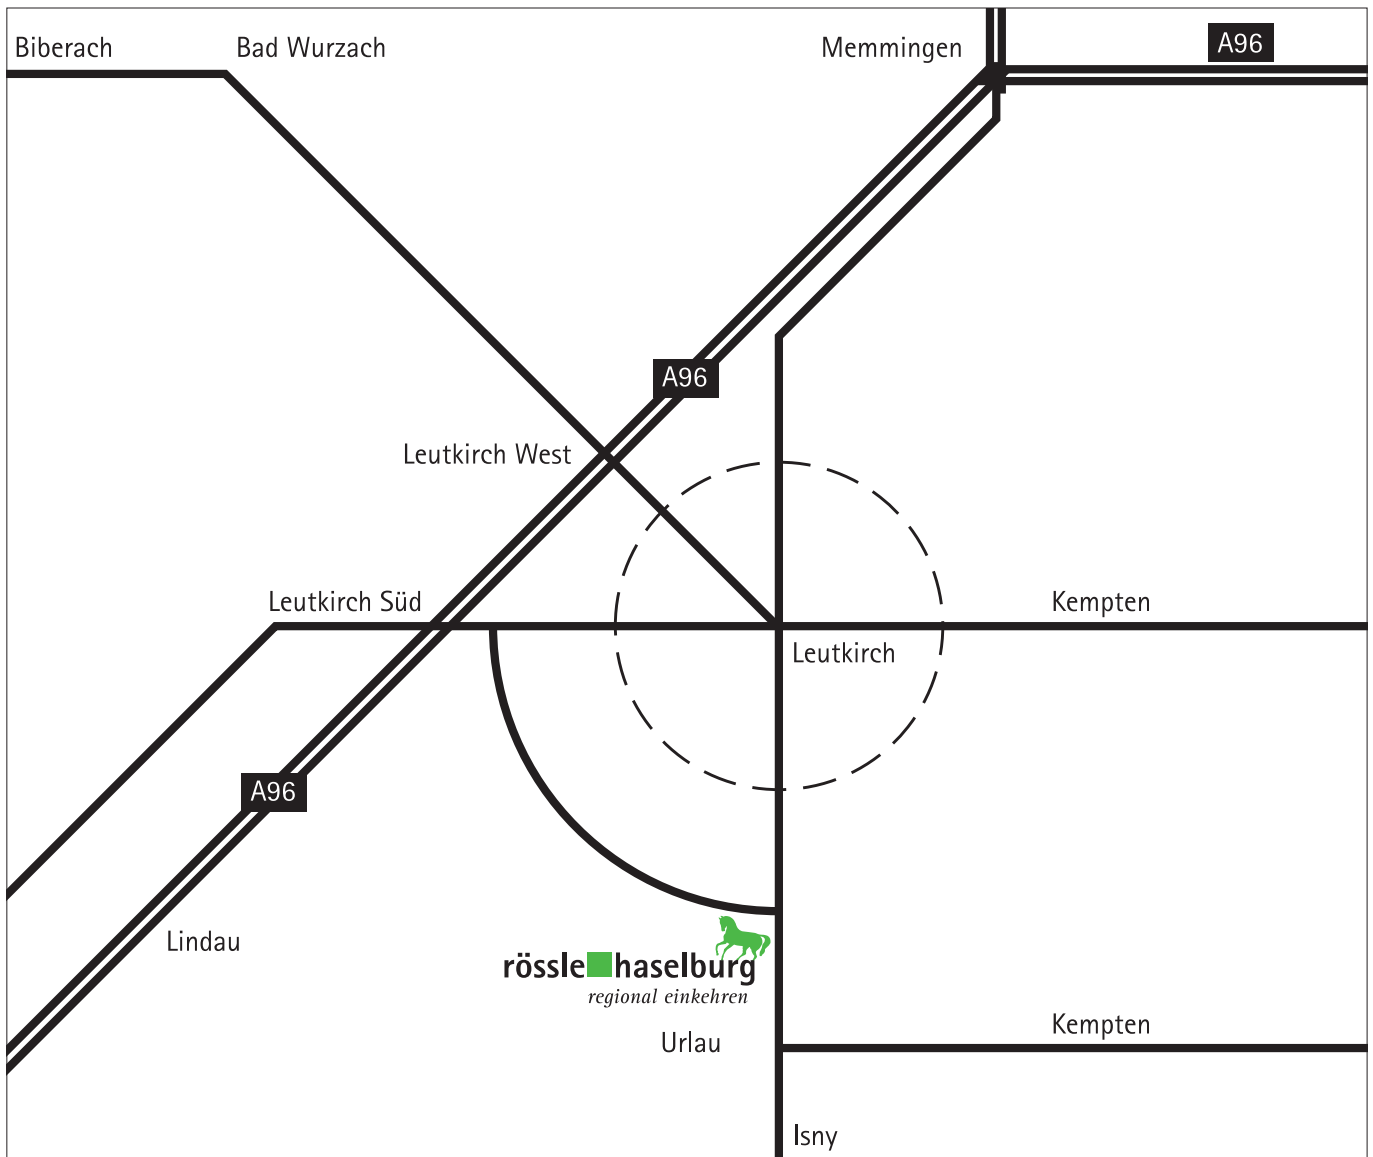 Biberach
Bad Wurzach
Memmingen
A96
A96
Leutkirch West
Leutkirch Süd
Kempten
Leutkirch
A96
Lindau
rössle haselburg
regional einkehren
Kempten
Urlau
Isny